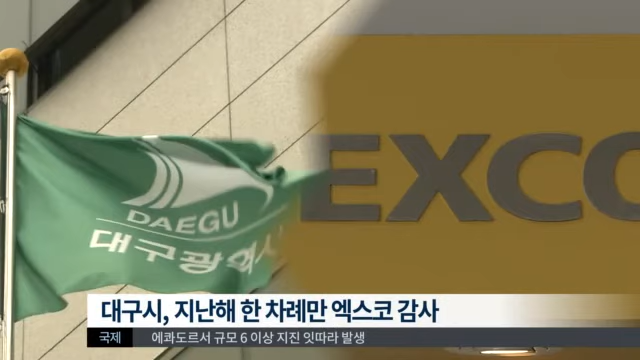 EXCO
DAEGU
대구광역시
대구시, 지난해 한 차례만 엑스코 감사
국제 에콰도르서 규모 6 이상 지진 잇따라 발생